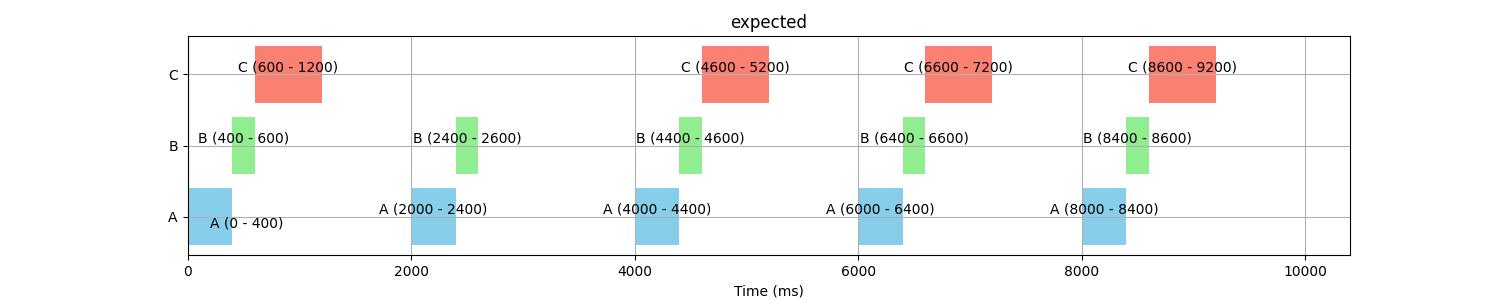 expected
C
C (600 - 1200)
C (4600 - 5200)
C (6600 - 7200)
C (8600 - 9200)
B
B (400 - 600)
B (2400 - 2600)
B (4400 - 4600)
B (6400 - 6600)
B (8400 - 8600)
A
A (0 - 400)
A (2000 - 2400)
A (4000 - 4400)
A (6000 - 6400)
A (8000 - 8400)
0 2000 4000 6000 8000 10000
Time (ms)